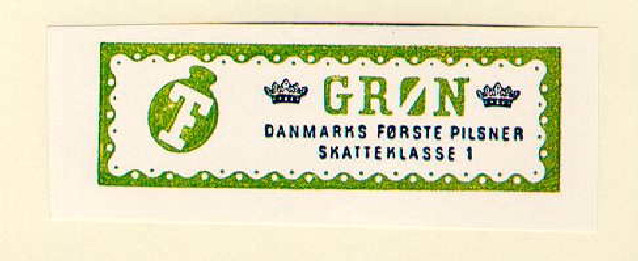 T
GRØN
DANMARKS FØRSTE PILSNER
SKATTEKLASSE 1